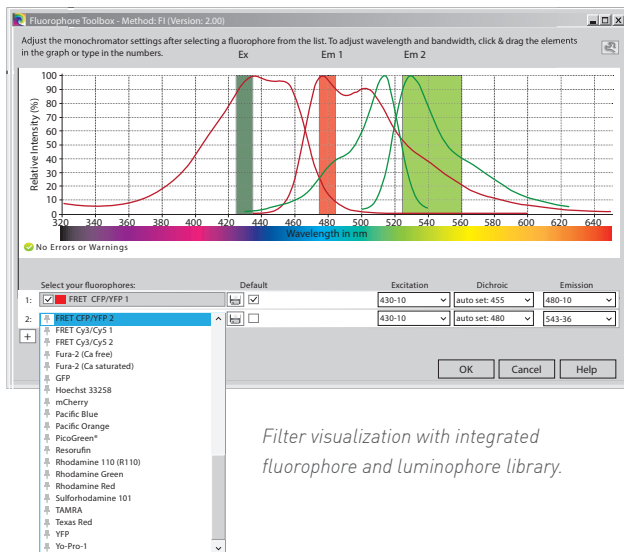 Fluorophore Toolbox - Method: FI (Version: 2.00)
Adjust the monochromator settings after selecting a fluorophore from the list. To adjust wavelength and bandwidth, click & drag the elements
in the graph or type in the numbers.
Ex Em 1 Em 2
Relative Intensity (%)
100
90
80
70
60
50
40
30
20
10
0
320 340 360 380 400 420 440 460 480 500 520 540 560 580 600 620 640
Wavelength in nm
No Errors or Warnings
Select your fluorophores: Default Excitation Dichroic Emission
1: FRET CFP/YFP 1 430-10 auto set: 455 480-10
2: FRET CFP/YFP 2 430-10 auto set: 480 543-36
+
FRET Cy3/Cy5 1
FRET Cy3/Cy5 2
Fura-2 (Ca free)
Fura-2 (Ca saturated)
GFP
Hoechst 33258
mCherry
Pacific Blue
Pacific Orange
PicoGreen®
Resorufin
Rhodamine 110 (R110)
Rhodamine Green
Rhodamine Red
Sulforhodamine 101
TAMRA
Texas Red
YFP
Yo-Pro-1
OK Cancel Help
Filter visualization with integrated
fluorophore and luminophore library.